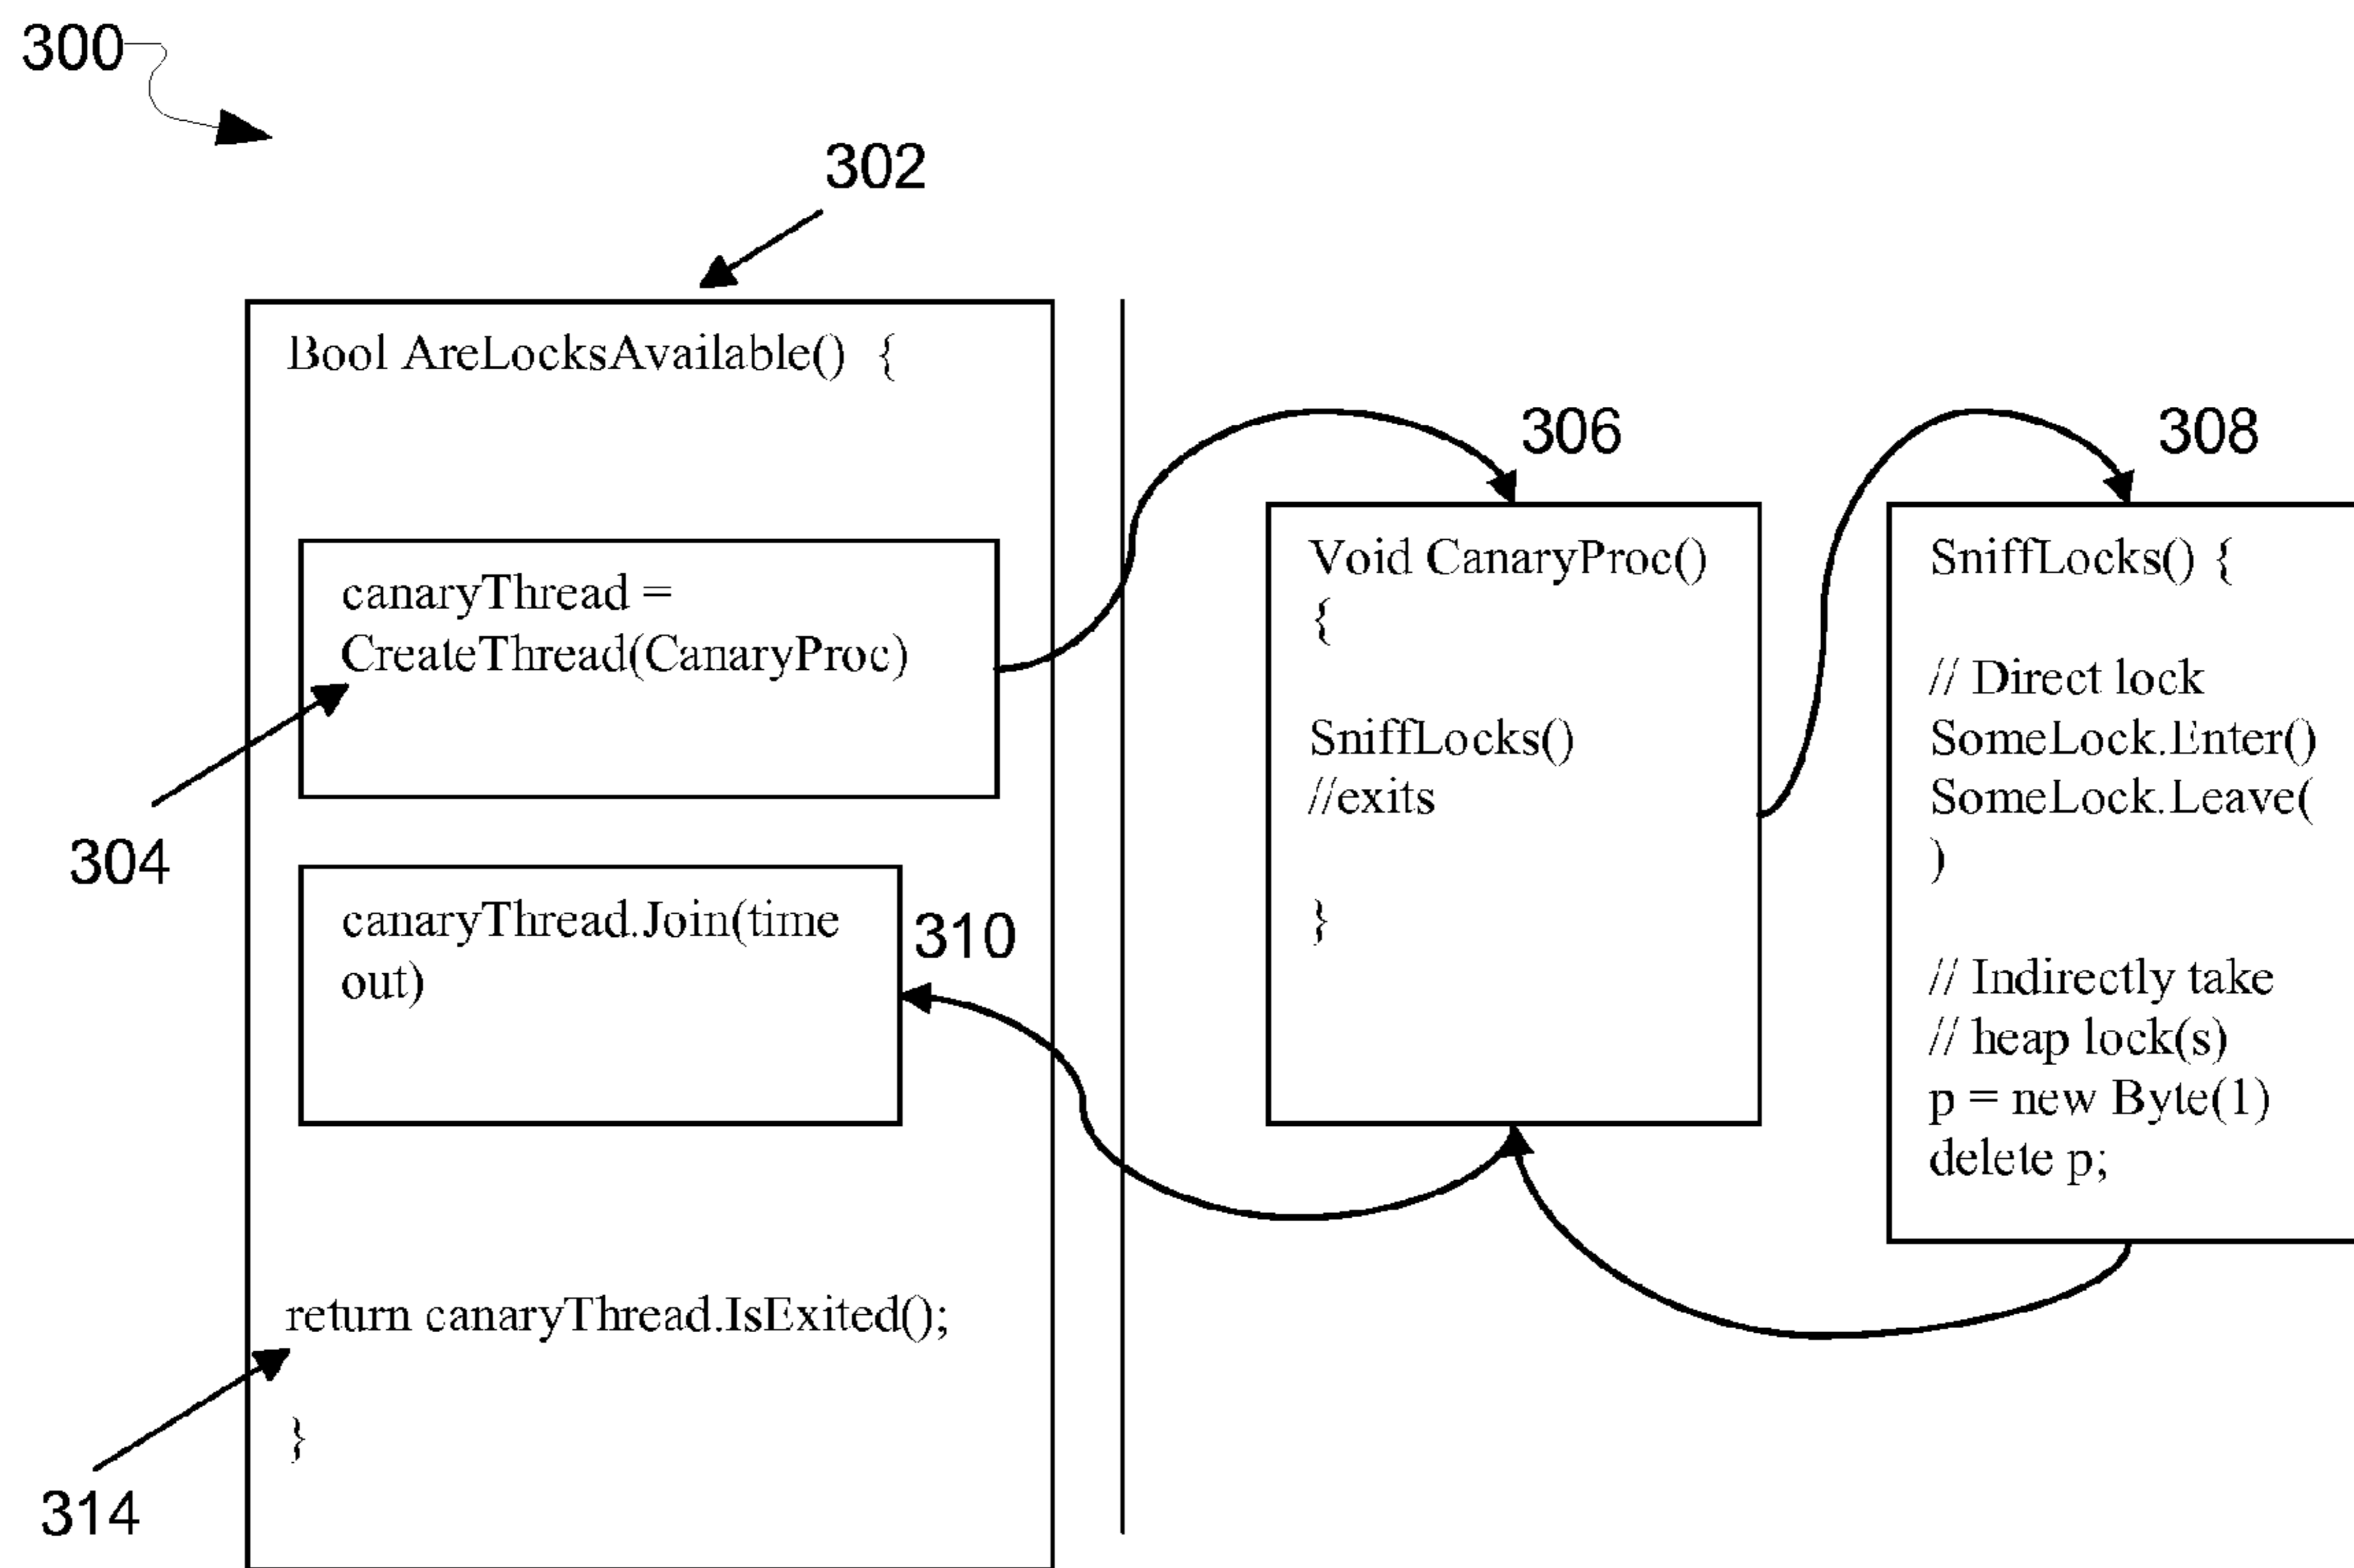 300
302
Bool AreLocksAvailable() {
canaryThread =
CreateThread(CanaryProc)
304
canaryThread.Join(time
out)
310
return canaryThread.IsExited();
}
314
306
Void CanaryProc()
{
SniffLocks()
//exits
}
308
SniffLocks() {
// Direct lock
SomeLock.Enter()
SomeLock.Leave(
)
// Indirectly take
// heap lock(s)
p = new Byte(1)
delete p;